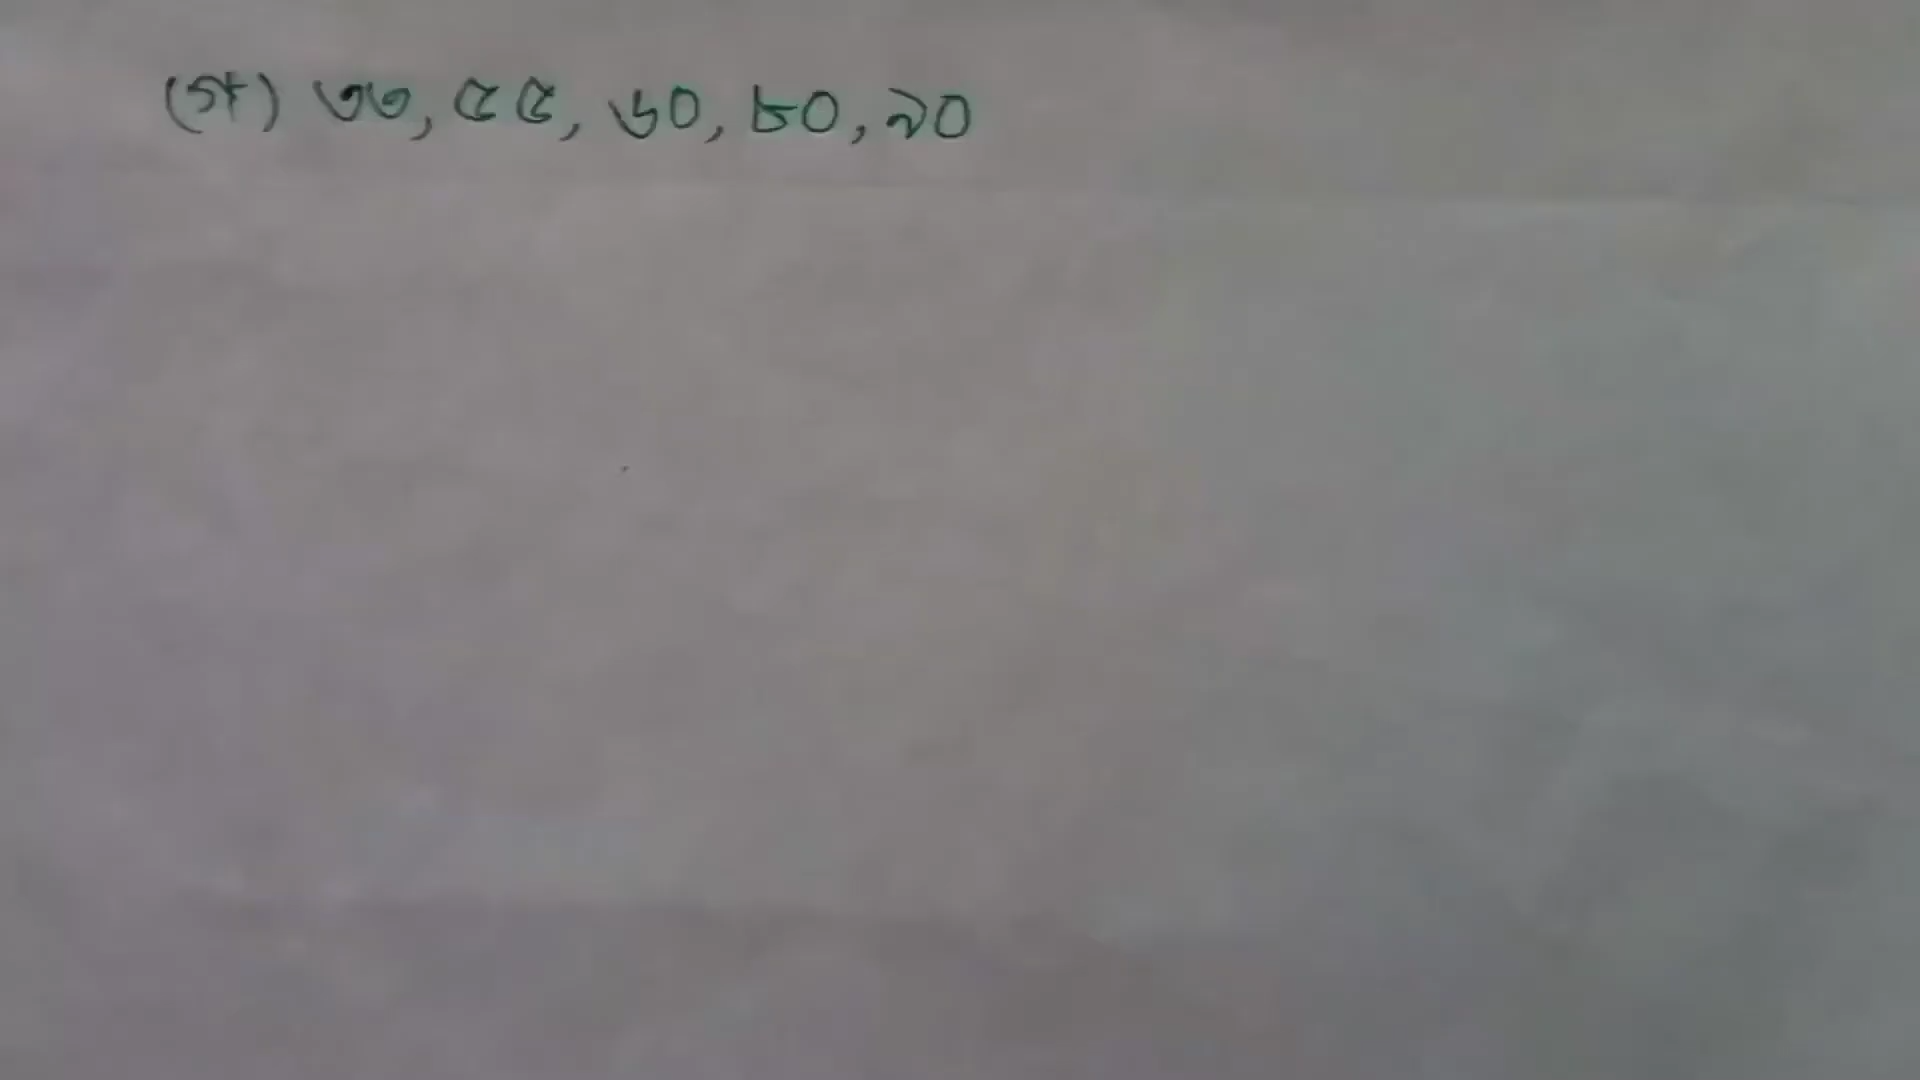 (ঈ) ৩৩, ৫৫, ৬০, ৮০, ৯০